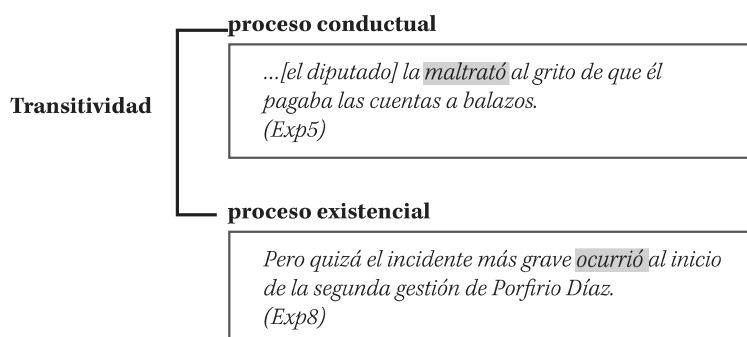 proceso conductual
...[el diputado] la maltrató al grito de que él
pagaba las cuentas a balazos.
(Exp5)
Transitividad
proceso existencial
Pero quizá el incidente más grave ocurrió al inicio
de la segunda gestión de Porfirio Díaz.
(Exp8)